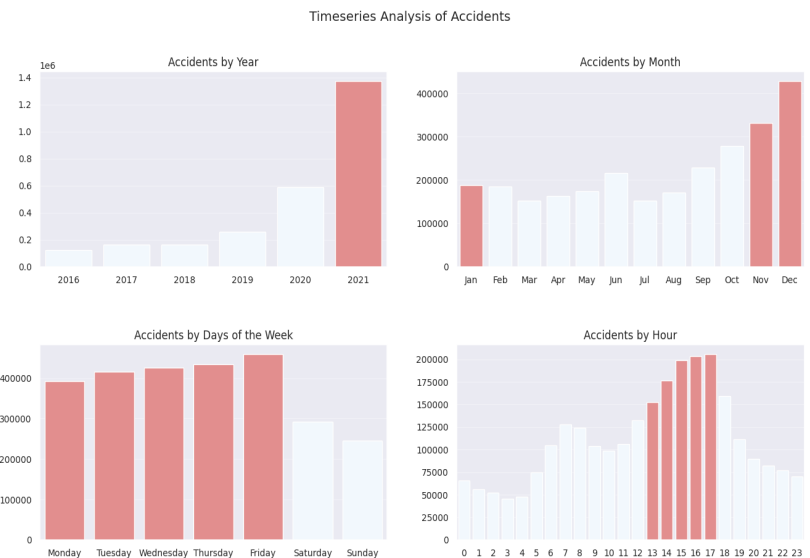 Timeseries Analysis of Accidents
Accidents by Year
1e6
1.4
1.2
1.0
0.8
0.6
0.4
0.2
0.0
2016 2017 2018 2019 2020 2021
Accidents by Month
400000
300000
200000
100000
0
Jan Feb Mar Apr May Jun Jul Aug Sep Oct Nov Dec
Accidents by Days of the Week
400000
300000
200000
100000
0
Monday Tuesday Wednesday Thursday Friday Saturday Sunday
Accidents by Hour
200000
175000
150000
125000
100000
75000
50000
25000
0
0 1 2 3 4 5 6 7 8 9 10 11 12 13 14 15 16 17 18 19 20 21 22 23